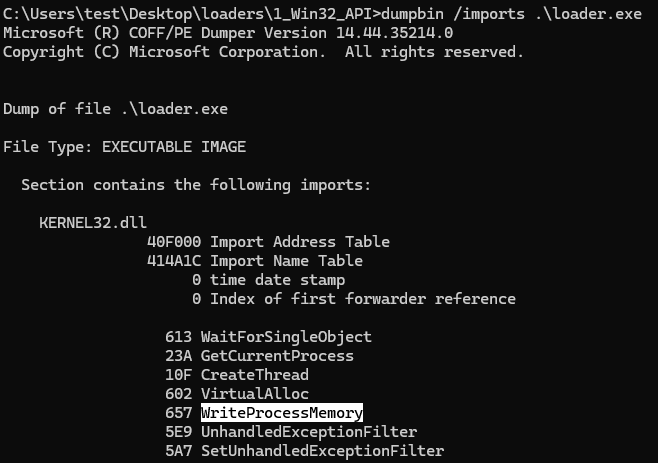 C:\Users\test\Desktop\loaders\1_Win32_API>dumpbin /imports .\loader.exe
Microsoft (R) COFF/PE Dumper Version 14.44.35214.0
Copyright (C) Microsoft Corporation.  All rights reserved.
Dump of file .\loader.exe
File Type: EXECUTABLE IMAGE
Section contains the following imports:
KERNEL32.dll
40F000 Import Address Table
414A1C Import Name Table
0 time date stamp
0 Index of first forwarder reference
613 WaitForSingleObject
23A GetCurrentProcess
10F CreateThread
602 VirtualAlloc
657 WriteProcessMemory
5E9 UnhandledExceptionFilter
5A7 SetUnhandledExceptionFilter